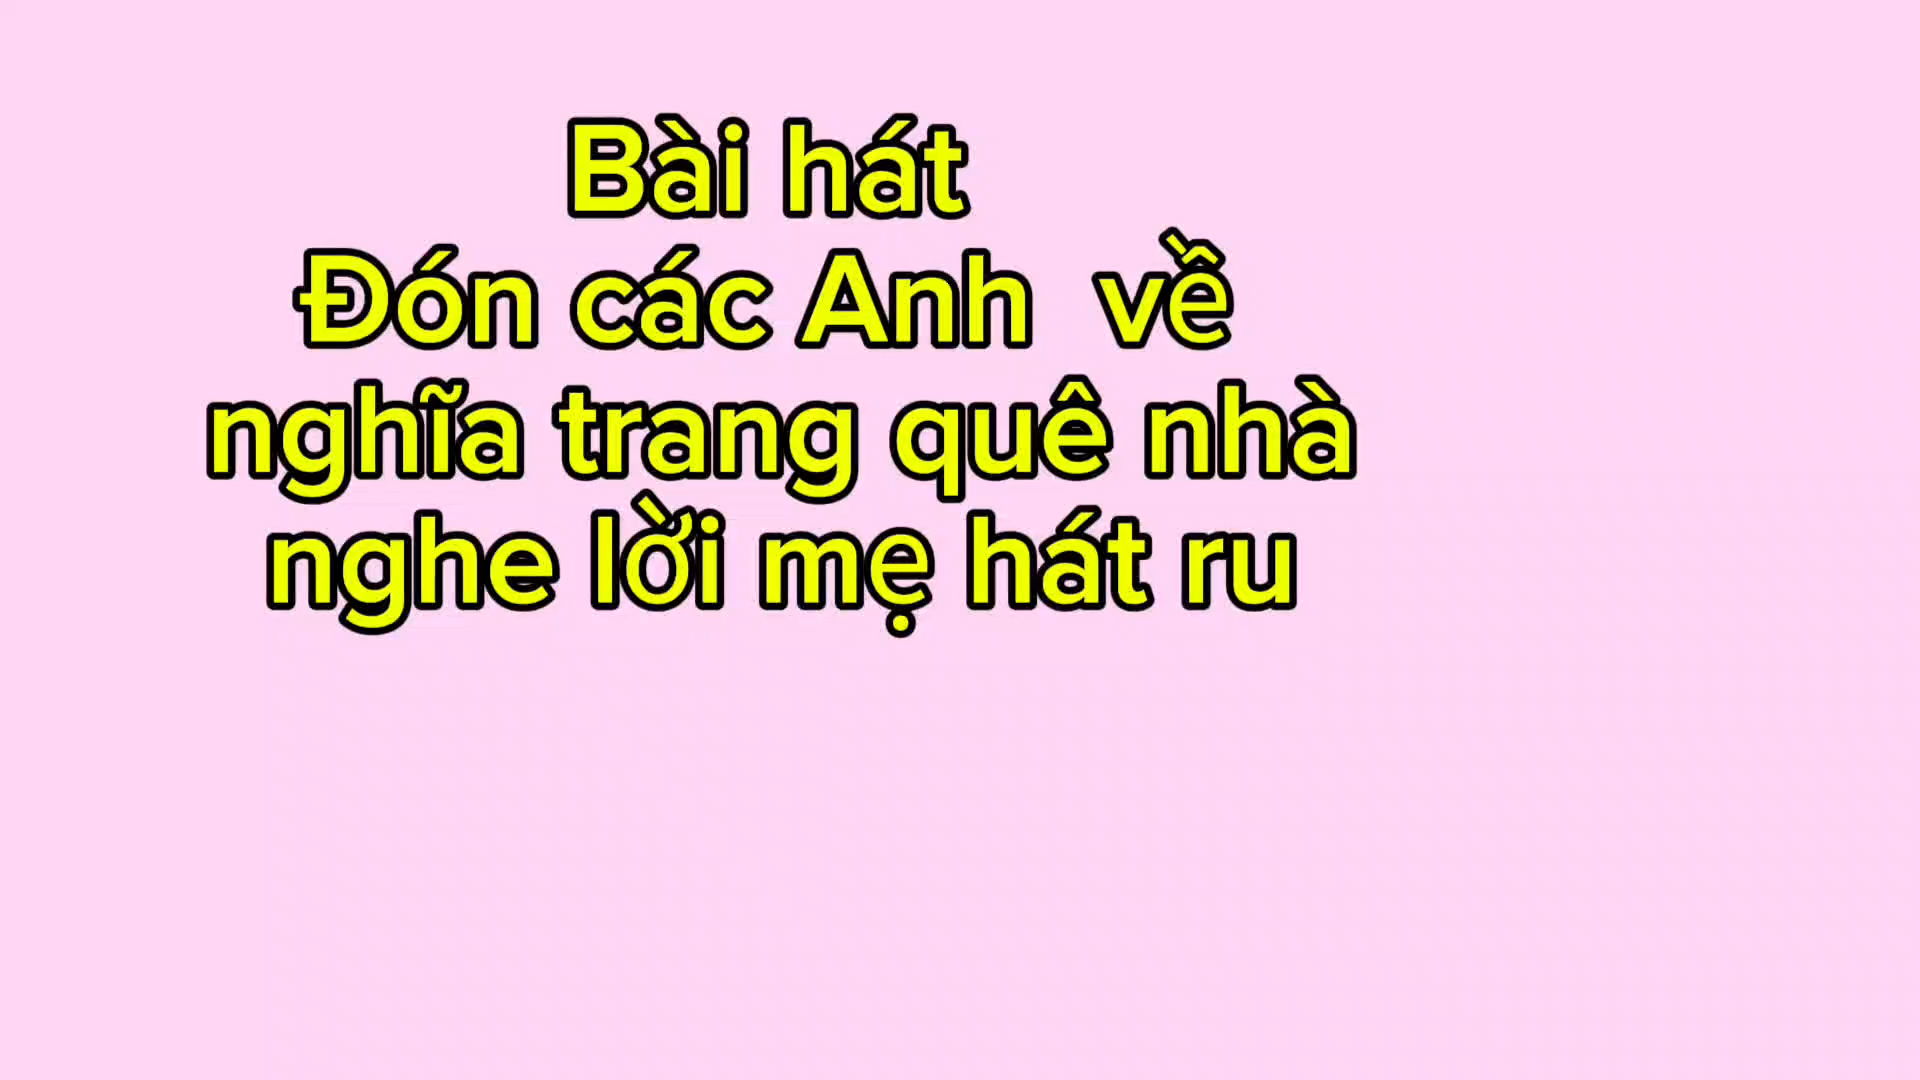 Bài hát
Đón các Anh  về
nghĩa trang quê nhà
nghe lời mẹ hát ru